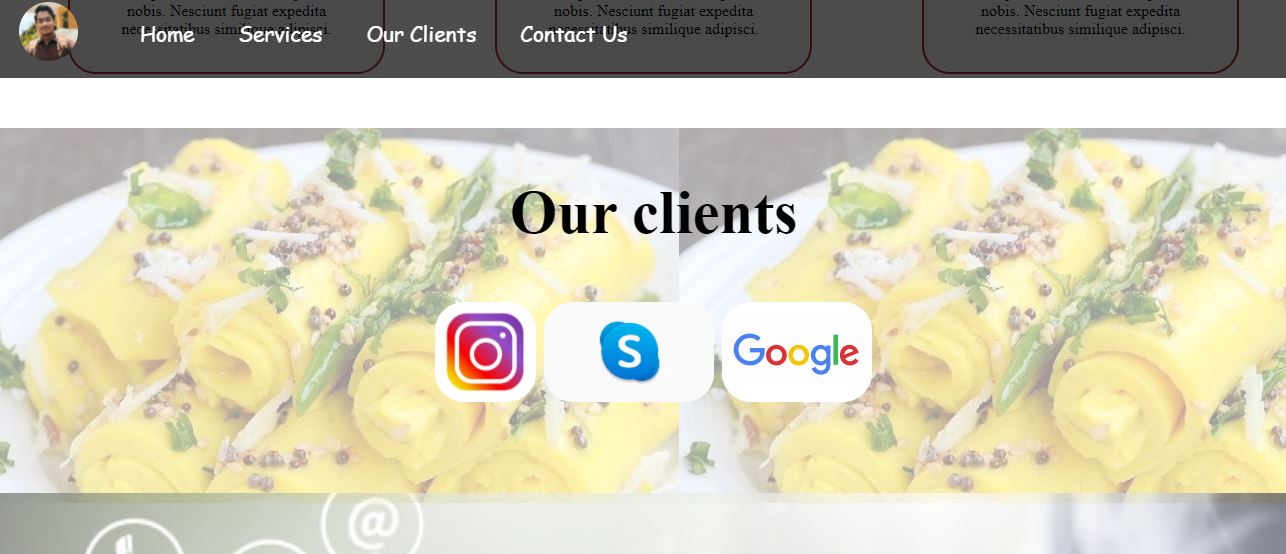 nobis. Nesciunt fugiat expedita
necessitatibus similique adipisci.
nobis. Nesciunt fugiat expedita
necessitatibus similique adipisci.
nobis. Nesciunt fugiat expedita
necessitatibus similique adipisci.
Home Services Our Clients Contact Us
Our clients
S
Google
@